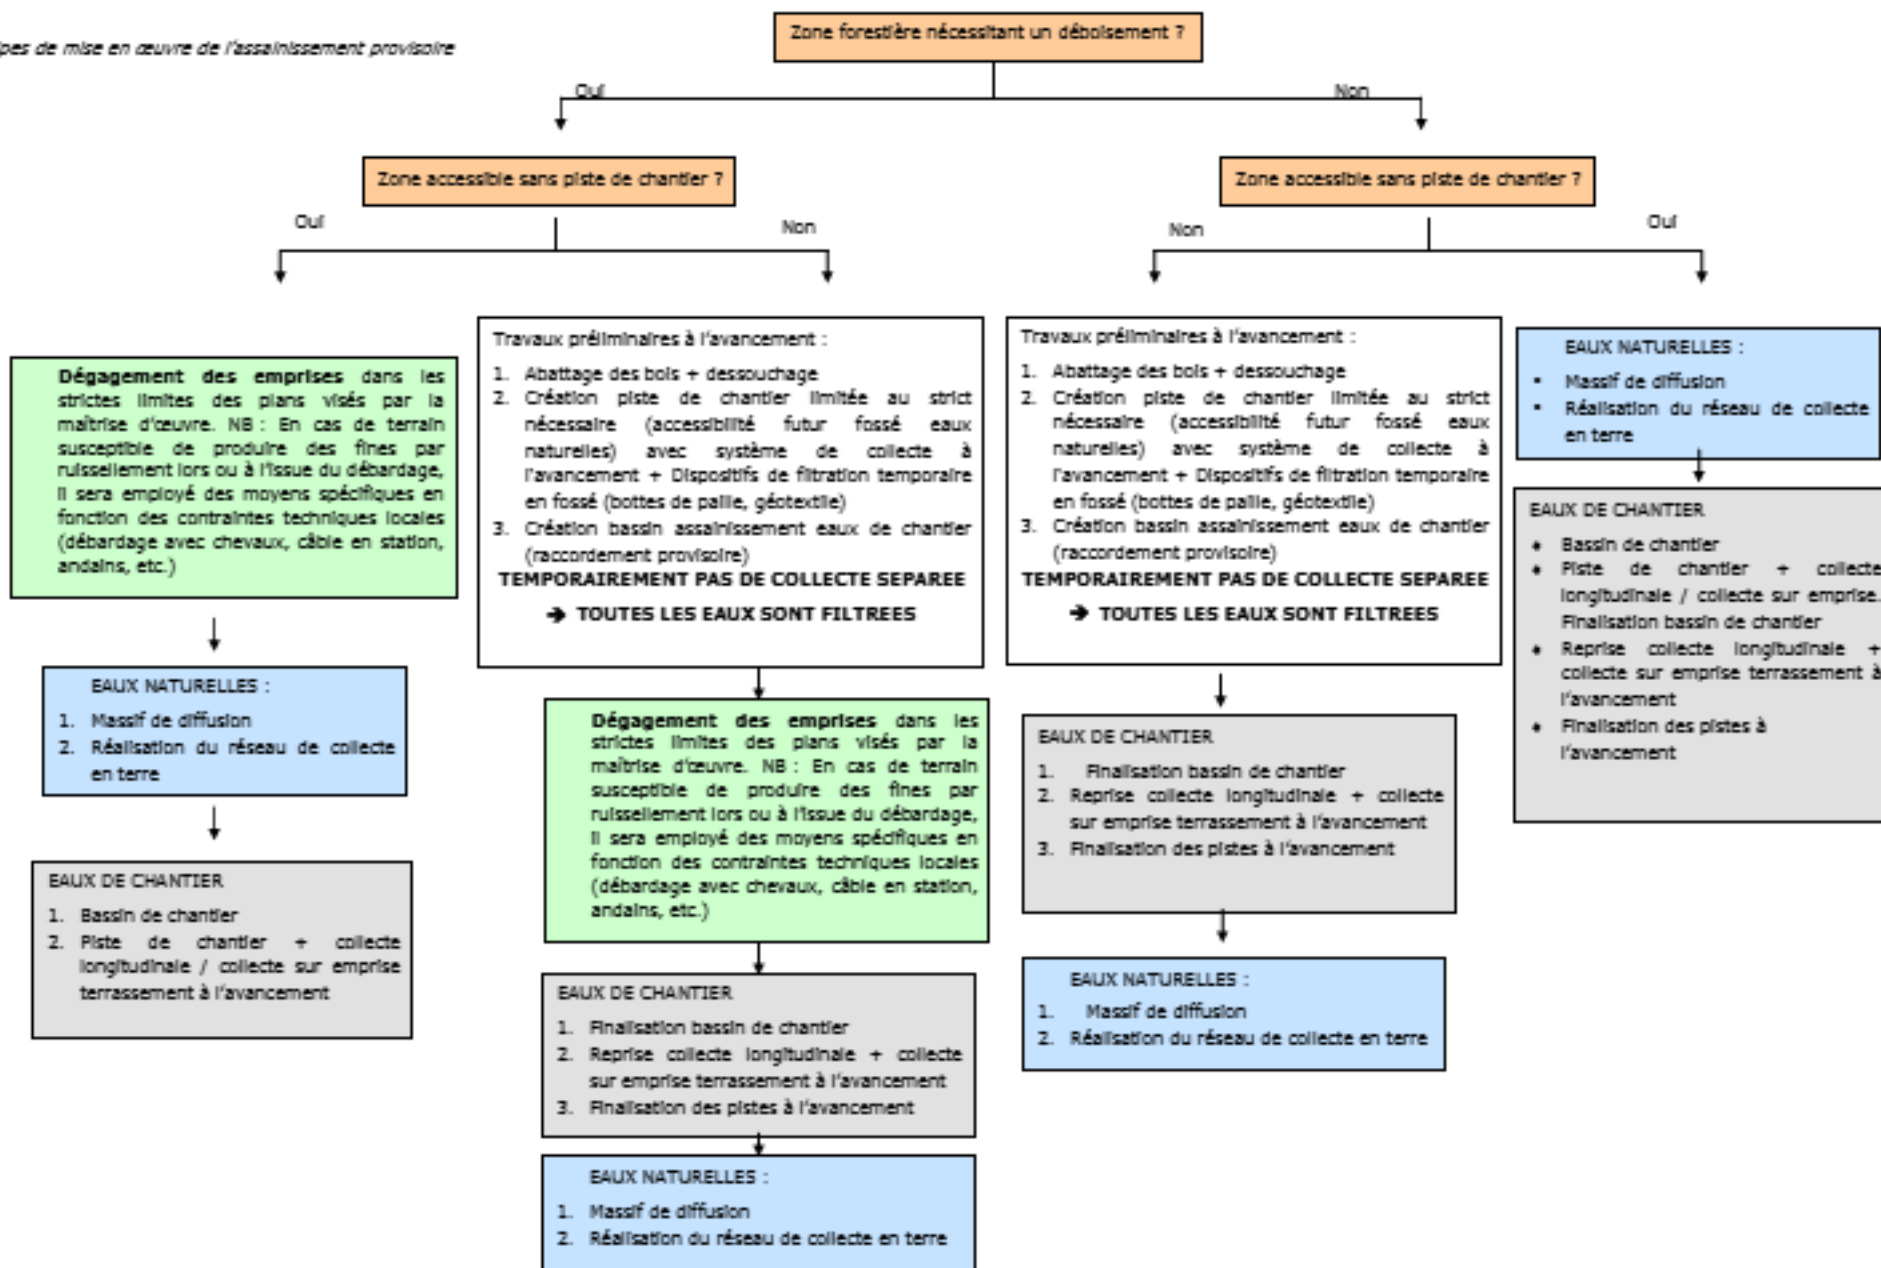 pes de mise en œuvre de l'assainissement provisoire
Zone forestière nécessitant un déboisement ?
Oui
Non
Zone accessible sans piste de chantier ?
Zone accessible sans piste de chantier ?
Oui
Non
Non
Oui
Dégagement des emprises dans les
strictes limites des plans visés par la
maîtrise d'œuvre. NB : En cas de terrain
susceptible de produire des fines par
ruissellement lors ou à l'issue du débardage,
il sera employé des moyens spécifiques en
fonction des contraintes techniques locales
(débardage avec chevaux, câble en station,
andains, etc.)
EAUX NATURELLES :
1. Massif de diffusion
2. Réalisation du réseau de collecte
en terre
EAUX DE CHANTIER
1. Bassin de chantier
2. Piste de chantier + collecte
longitudinale / collecte sur emprise
terrassement à l'avancement
Travaux préliminaires à l'avancement :
1. Abattage des bois + dessouchage
2. Création piste de chantier limitée au strict
nécessaire (accessibilité futur fossé eaux
naturelles) avec système de collecte à
l'avancement + Dispositifs de filtration temporaire
en fossé (bottes de paille, géotextile)
3. Création bassin assainissement eaux de chantier
(raccordement provisoire)
TEMPORAIREMENT PAS DE COLLECTE SEPAREE
➔ TOUTES LES EAUX SONT FILTREES
Dégagement des emprises dans les
strictes limites des plans visés par la
maîtrise d'œuvre. NB : En cas de terrain
susceptible de produire des fines par
ruissellement lors ou à l'issue du débardage,
il sera employé des moyens spécifiques en
fonction des contraintes techniques locales
(débardage avec chevaux, câble en station,
andains, etc.)
EAUX DE CHANTIER
1. Finalisation bassin de chantier
2. Reprise collecte longitudinale + collecte
sur emprise terrassement à l'avancement
3. Finalisation des pistes à l'avancement
EAUX NATURELLES :
1. Massif de diffusion
2. Réalisation du réseau de collecte en terre
Travaux préliminaires à l'avancement :
1. Abattage des bois + dessouchage
2. Création piste de chantier limitée au strict
nécessaire (accessibilité futur fossé eaux
naturelles) avec système de collecte à
l'avancement + Dispositifs de filtration temporaire
en fossé (bottes de paille, géotextile)
3. Création bassin assainissement eaux de chantier
(raccordement provisoire)
TEMPORAIREMENT PAS DE COLLECTE SEPAREE
➔ TOUTES LES EAUX SONT FILTREES
EAUX DE CHANTIER
1. Finalisation bassin de chantier
2. Reprise collecte longitudinale + collecte
sur emprise terrassement à l'avancement
3. Finalisation des pistes à l'avancement
EAUX NATURELLES :
1. Massif de diffusion
2. Réalisation du réseau de collecte en terre
EAUX NATURELLES :
▪ Massif de diffusion
▪ Réalisation du réseau de collecte
en terre
EAUX DE CHANTIER
♦ Bassin de chantier
♦ Piste de chantier + collecte
longitudinale / collecte sur emprise.
Finalisation bassin de chantier
♦ Reprise collecte longitudinale +
collecte sur emprise terrassement à
l'avancement
♦ Finalisation des pistes à
l'avancement